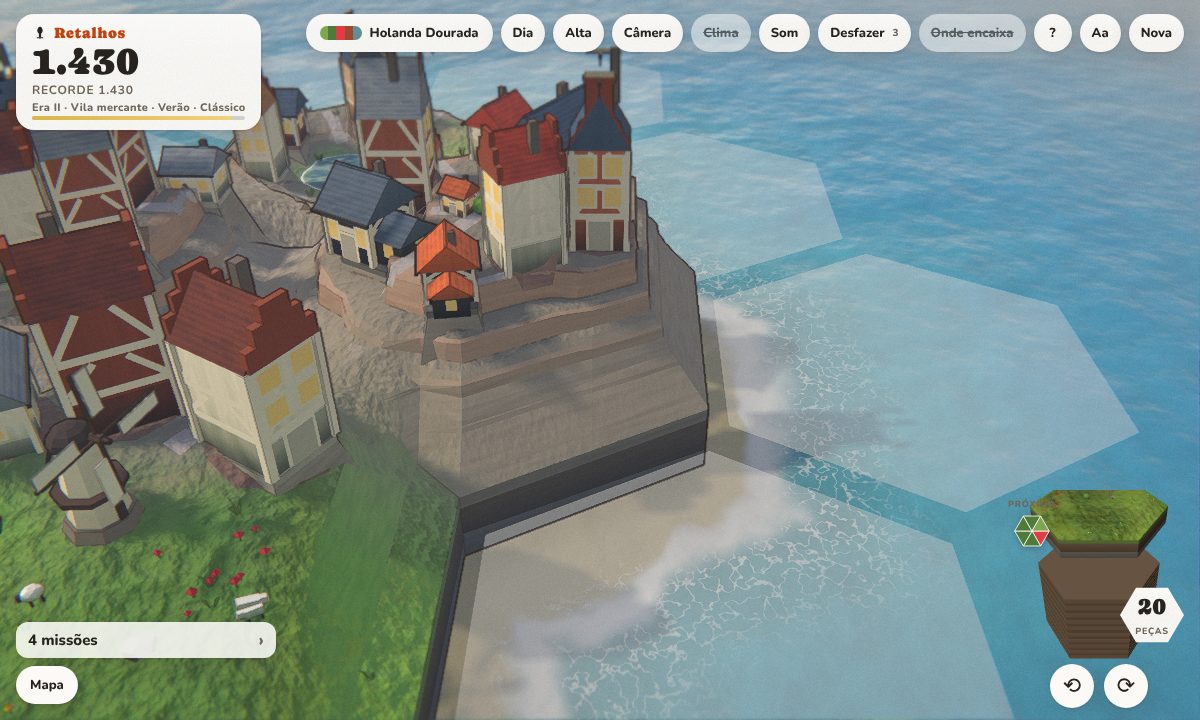 Retalhos
1.430
RECORDE 1.430
Era II · Vila mercante · Verão · Clássico
Holanda Dourada
Dia
Alta
Câmera
Clima
Som
Desfazer 3
Onde encaixa
?
Aa
Nova
20
PEÇAS
4 missões ›
Mapa